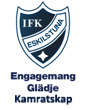 IFK
ESKILSTUNA
Engagemang
Glädje
Kamratskap